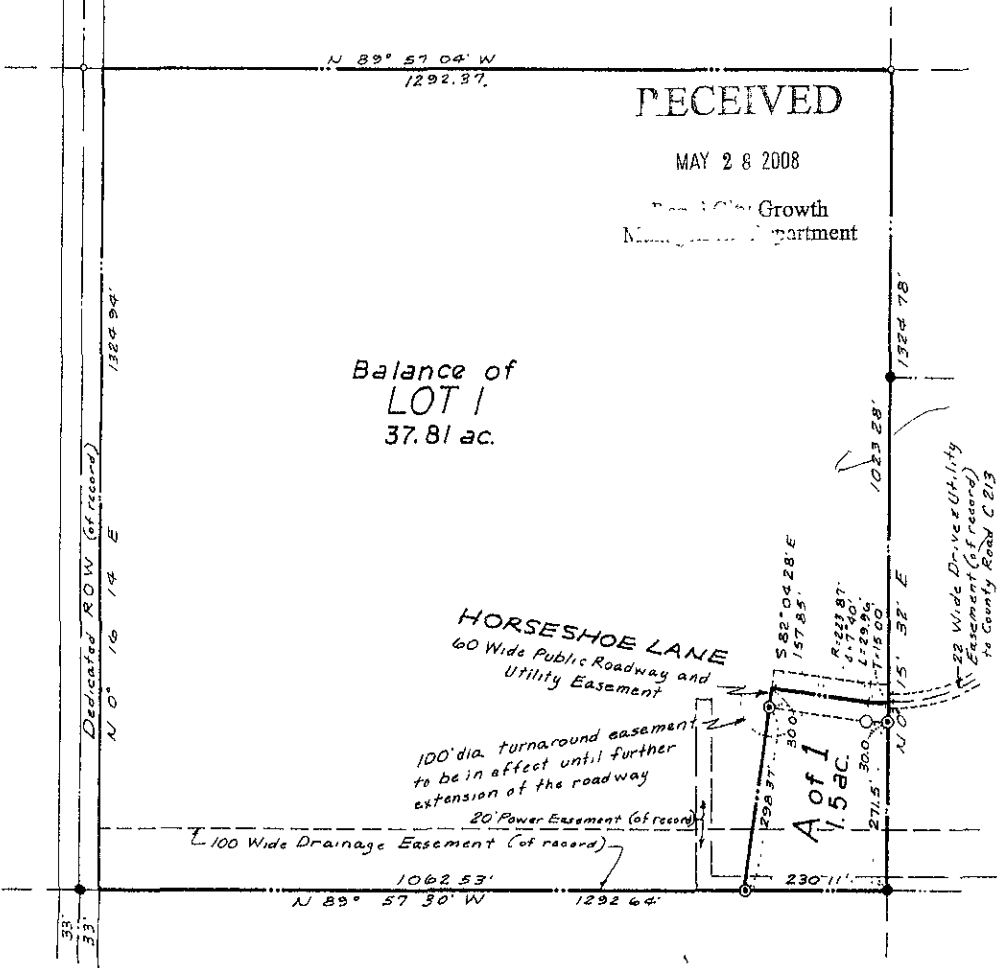 N 89° 57 04' W
1292.37.
RECEIVED
MAY 28 2008
Growth
1324 94'
1324 78'
Balance of
LOT 1
37.81 ac.
1023 28'
Dedicated ROW (of record)
N 0° 16 14 E
22 Wide Drive & Utility
Easement (of record)
to County Road C 213
S 82° 04 28' E
157 85'
R=223 87'
Δ=7° 40'
L=29.96'
T=15 00'
N 0° 15' 32' E
HORSESHOE LANE
60 Wide Public Roadway and
Utility Easement
100' dia. turnaround easement
to be in effect until further
extension of the roadway
30.0'
30.0
298 37'
A of 1
1.5 ac.
271.5'
20' Power Easement (of record)
100 Wide Drainage Easement (of record)
1062 53'
230 11'
N 89° 57 30' W
1292 64'
33'
33'